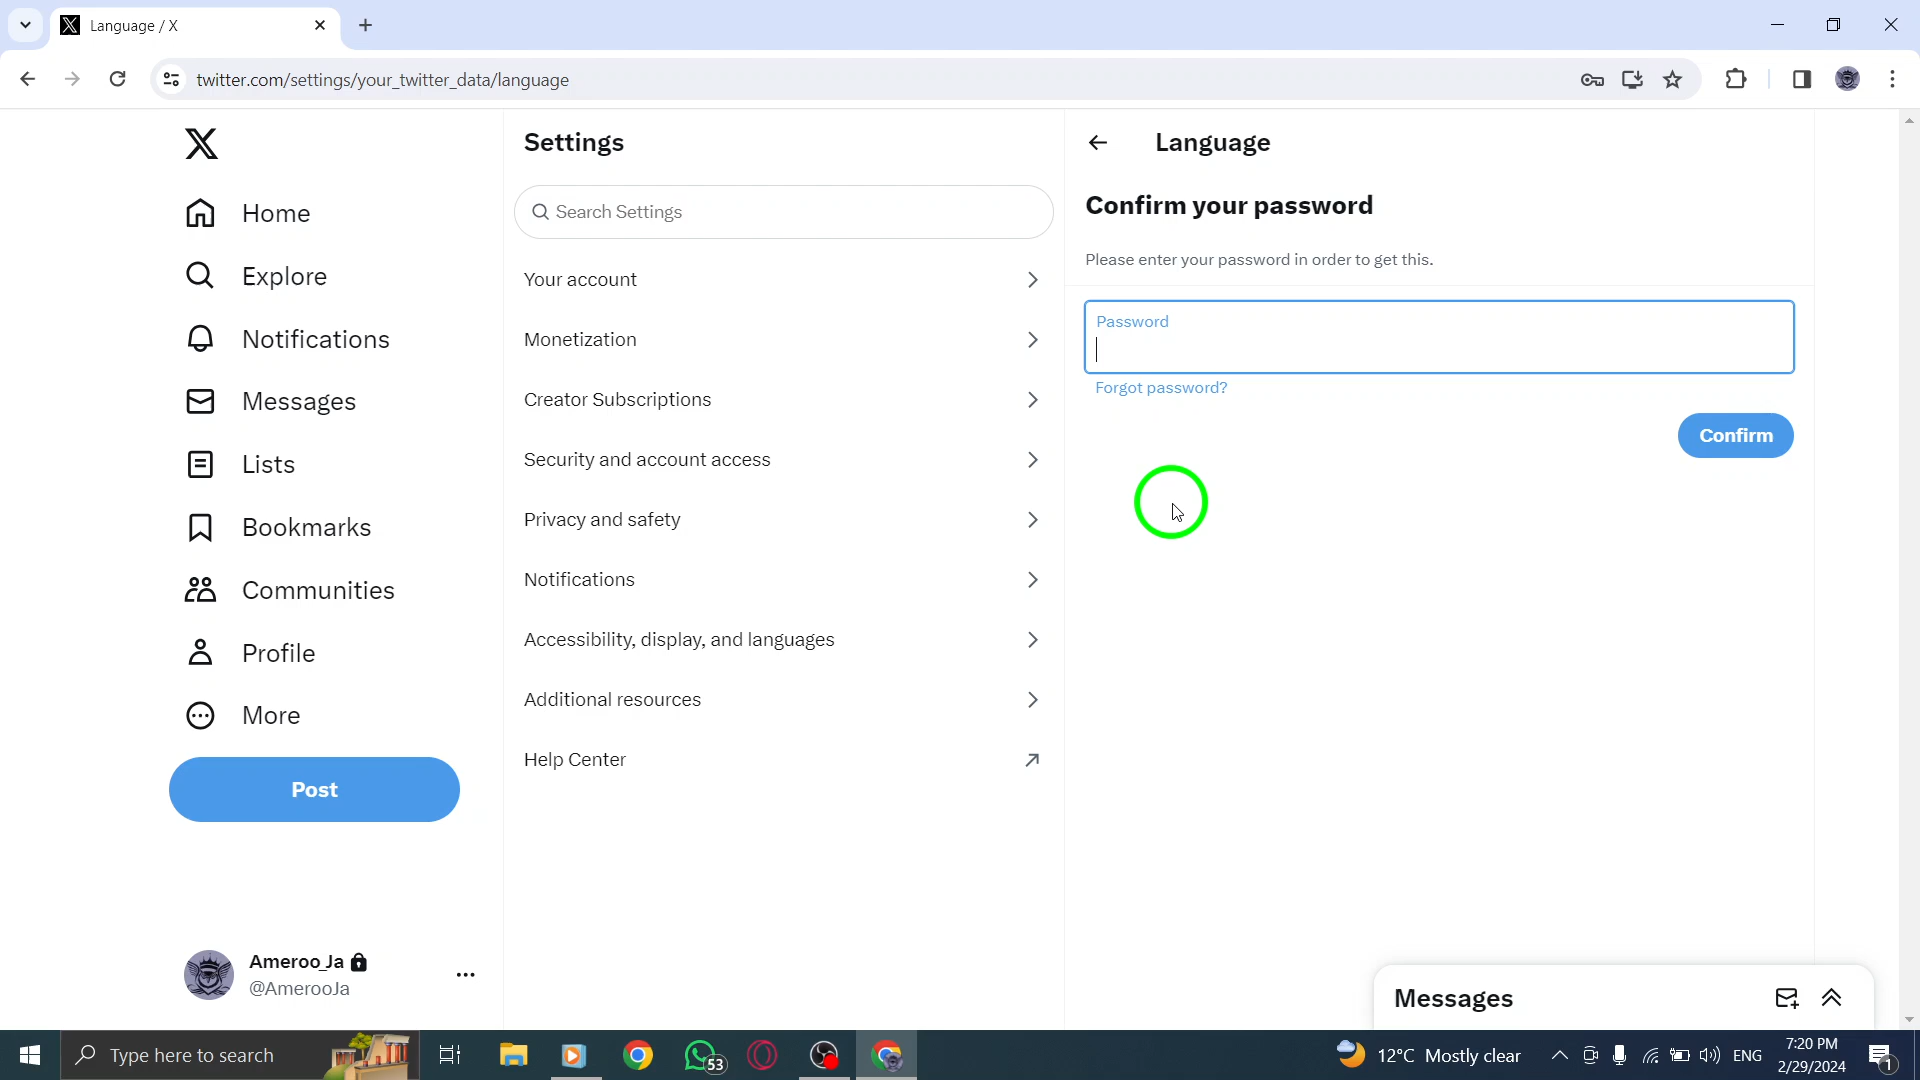 Language / X
twitter.com/settings/your_twitter_data/language
Home
Explore
Notifications
Messages
Lists
Bookmarks
Communities
Profile
More
Post
Ameroo_Ja
@AmerooJa
Settings
Search Settings
Your account
Monetization
Creator Subscriptions
Security and account access
Privacy and safety
Notifications
Accessibility, display, and languages
Additional resources
Help Center
Language
Confirm your password
Please enter your password in order to get this.
Password
Forgot password?
Confirm
Messages
Type here to search
53
12°C Mostly clear
ENG
7:20 PM
2/29/2024
1